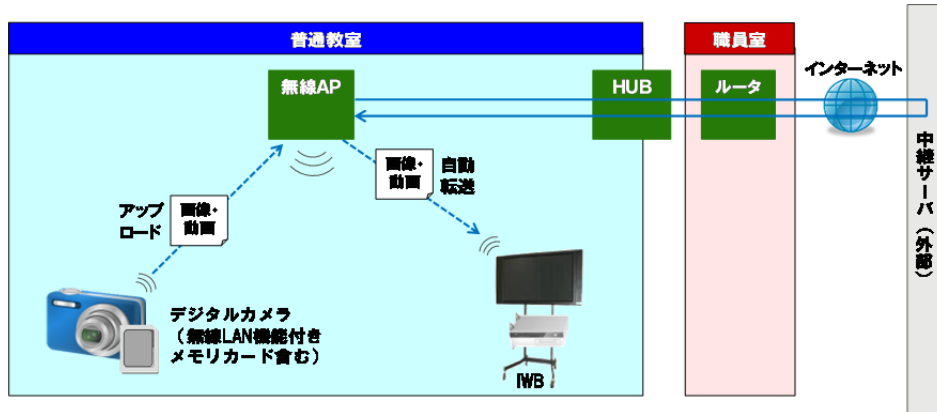 普通教室
職員室
無線AP
HUB
ルータ
インターネット
中継サーバ（外部）
画像・
動画
自動
転送
アップ
ロード
画像・
動画
デジタルカメラ
（無線LAN機能付き
メモリカード含む）
IWB